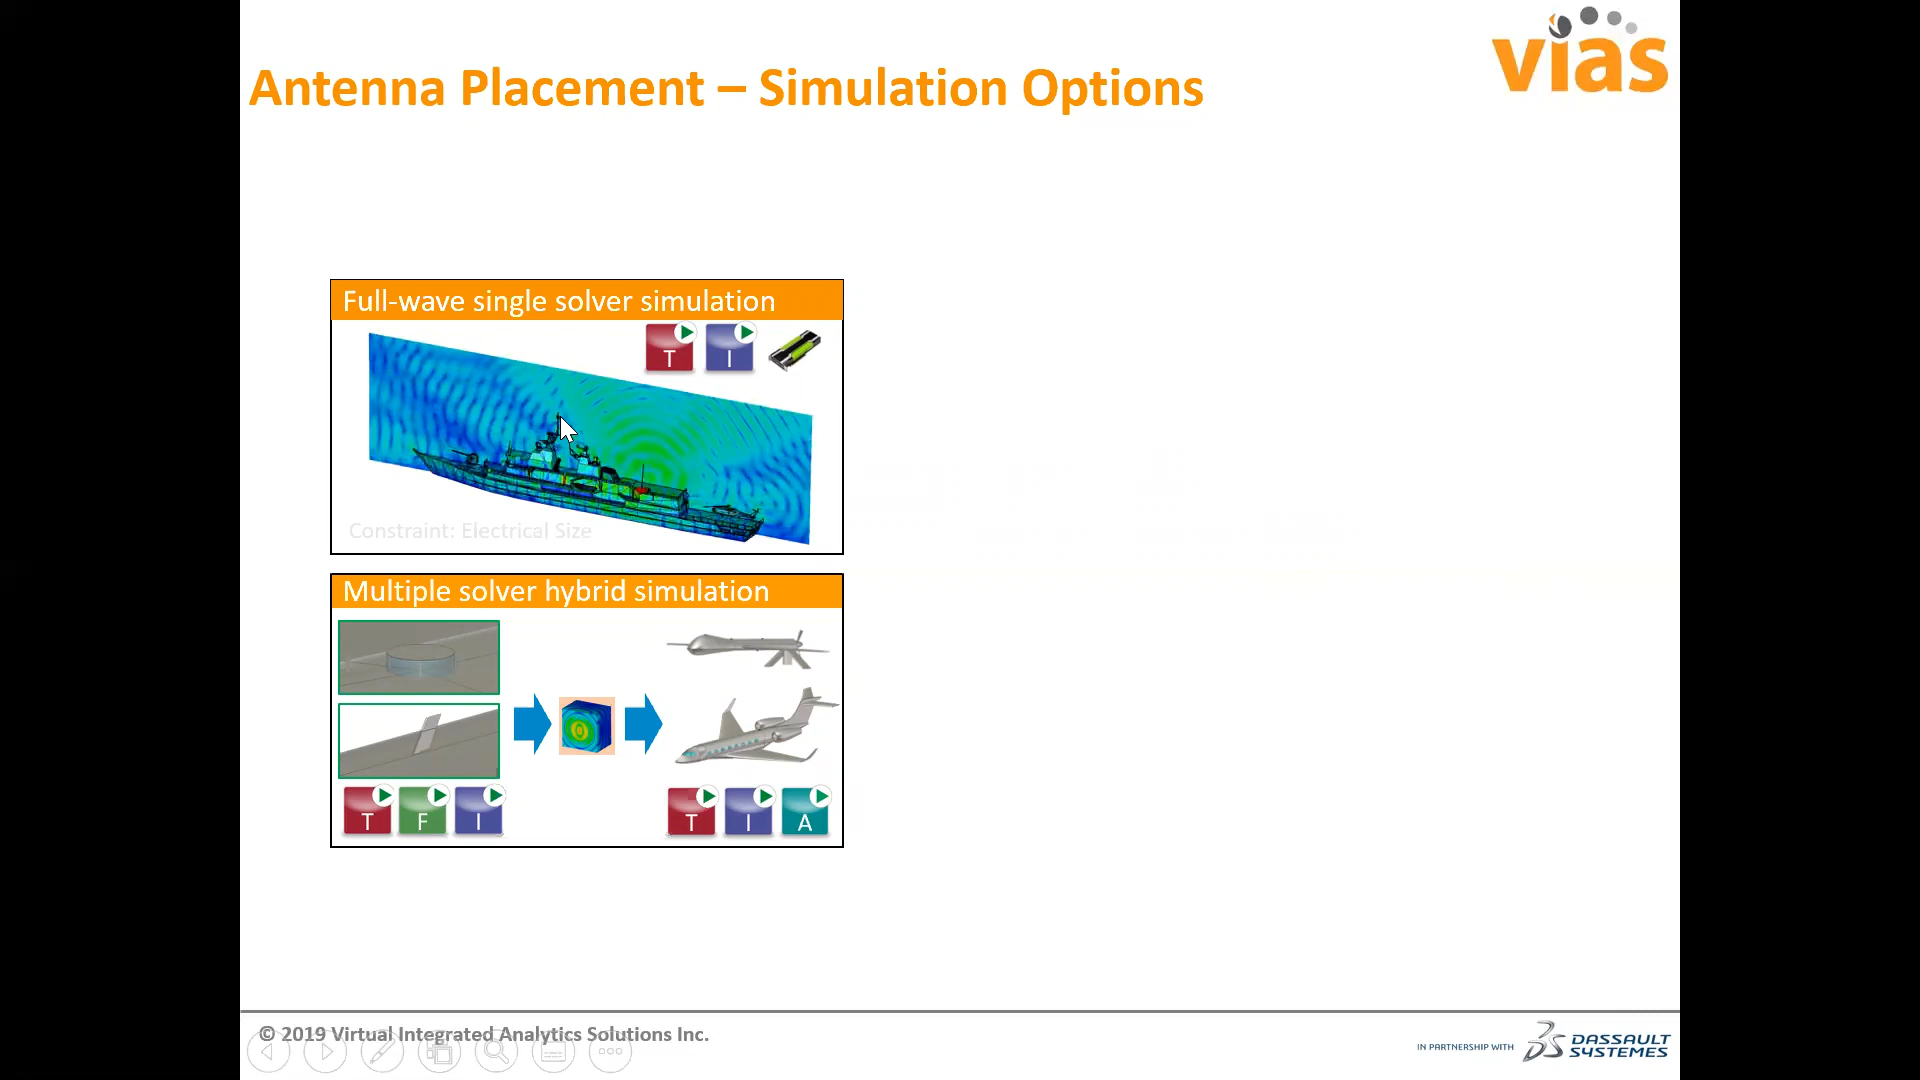 vias
Antenna Placement – Simulation Options
Full-wave single solver simulation
T I
Constraint: Electrical Size
Multiple solver hybrid simulation
T F I
T I A
© 2019 Virtual Integrated Analytics Solutions Inc.
IN PARTNERSHIP WITH
DASSAULT
SYSTEMES